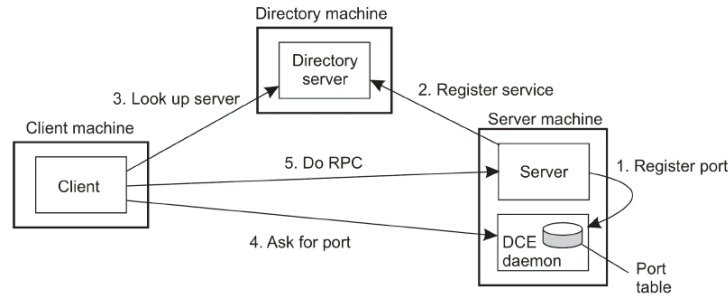 Directory machine
Directory
server
3. Look up server
2. Register service
Client machine
Server machine
Client
5. Do RPC
Server
1. Register port
4. Ask for port
DCE
daemon
Port
table